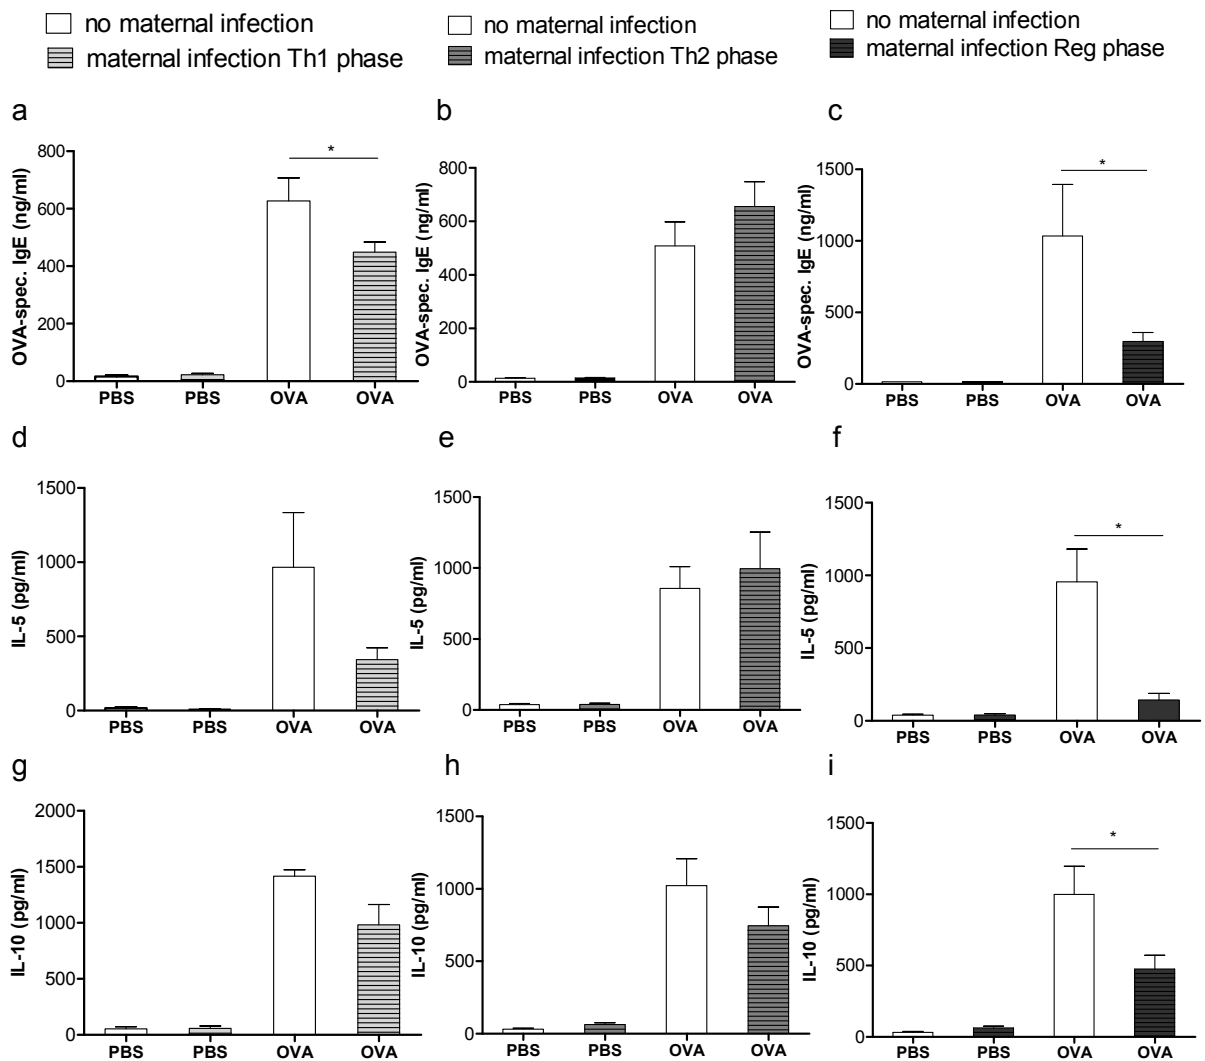 no maternal infection
maternal infection Th1 phase
no maternal infection
maternal infection Th2 phase
no maternal infection
maternal infection Reg phase
a
OVA-spec. IgE (ng/ml)
800
600
400
200
0
*
PBS PBS OVA OVA
b
OVA-spec. IgE (ng/ml)
800
600
400
200
0
PBS PBS OVA OVA
c
OVA-spec. IgE (ng/ml)
1500
1000
500
0
*
PBS PBS OVA OVA
d
IL-5 (pg/ml)
1500
1000
500
0
PBS PBS OVA OVA
e
IL-5 (pg/ml)
1500
1000
500
0
PBS PBS OVA OVA
f
IL-5 (pg/ml)
1500
1000
500
0
*
PBS PBS OVA OVA
g
IL-10 (pg/ml)
2000
1500
1000
500
0
PBS PBS OVA OVA
h
IL-10 (pg/ml)
1500
1000
500
0
PBS PBS OVA OVA
i
IL-10 (pg/ml)
1500
1000
500
0
*
PBS PBS OVA OVA